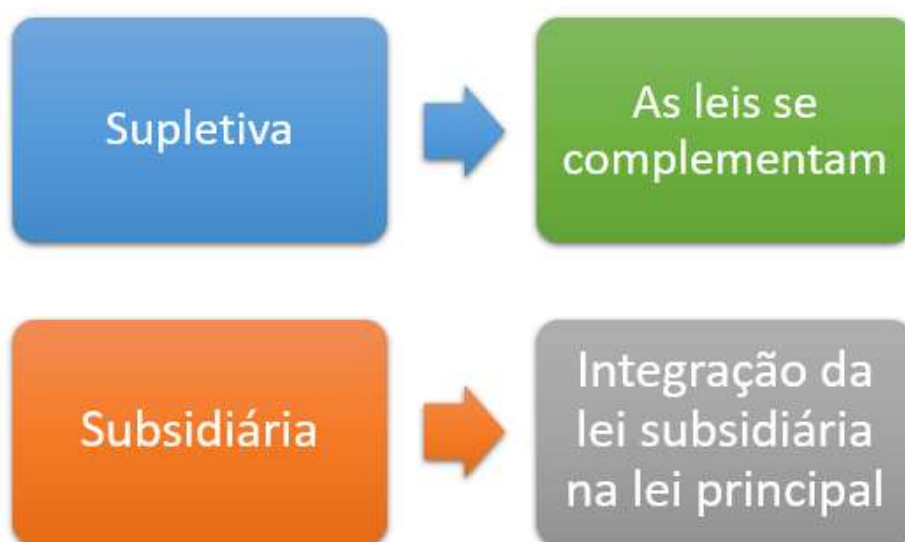 Supletiva
As leis se
complementam
Subsidiária
Integração da
lei subsidiária
na lei principal